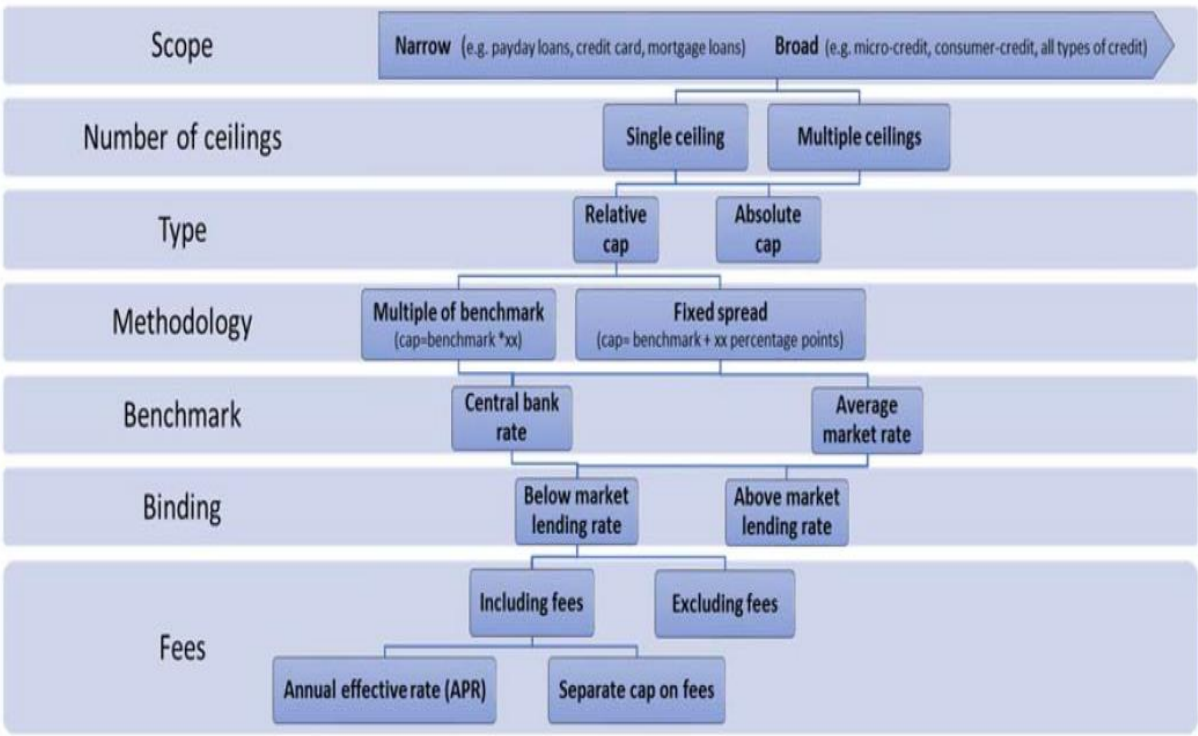 Scope
Narrow (e.g. payday loans, credit card, mortgage loans) Broad (e.g. micro-credit, consumer-credit, all types of credit)
Number of ceilings
Single ceiling
Multiple ceilings
Type
Relative
cap
Absolute
cap
Methodology
Multiple of benchmark
(cap=benchmark *xx)
Fixed spread
(cap= benchmark + xx percentage points)
Benchmark
Central bank
rate
Average
market rate
Binding
Below market
lending rate
Above market
lending rate
Fees
Including fees
Excluding fees
Annual effective rate (APR)
Separate cap on fees